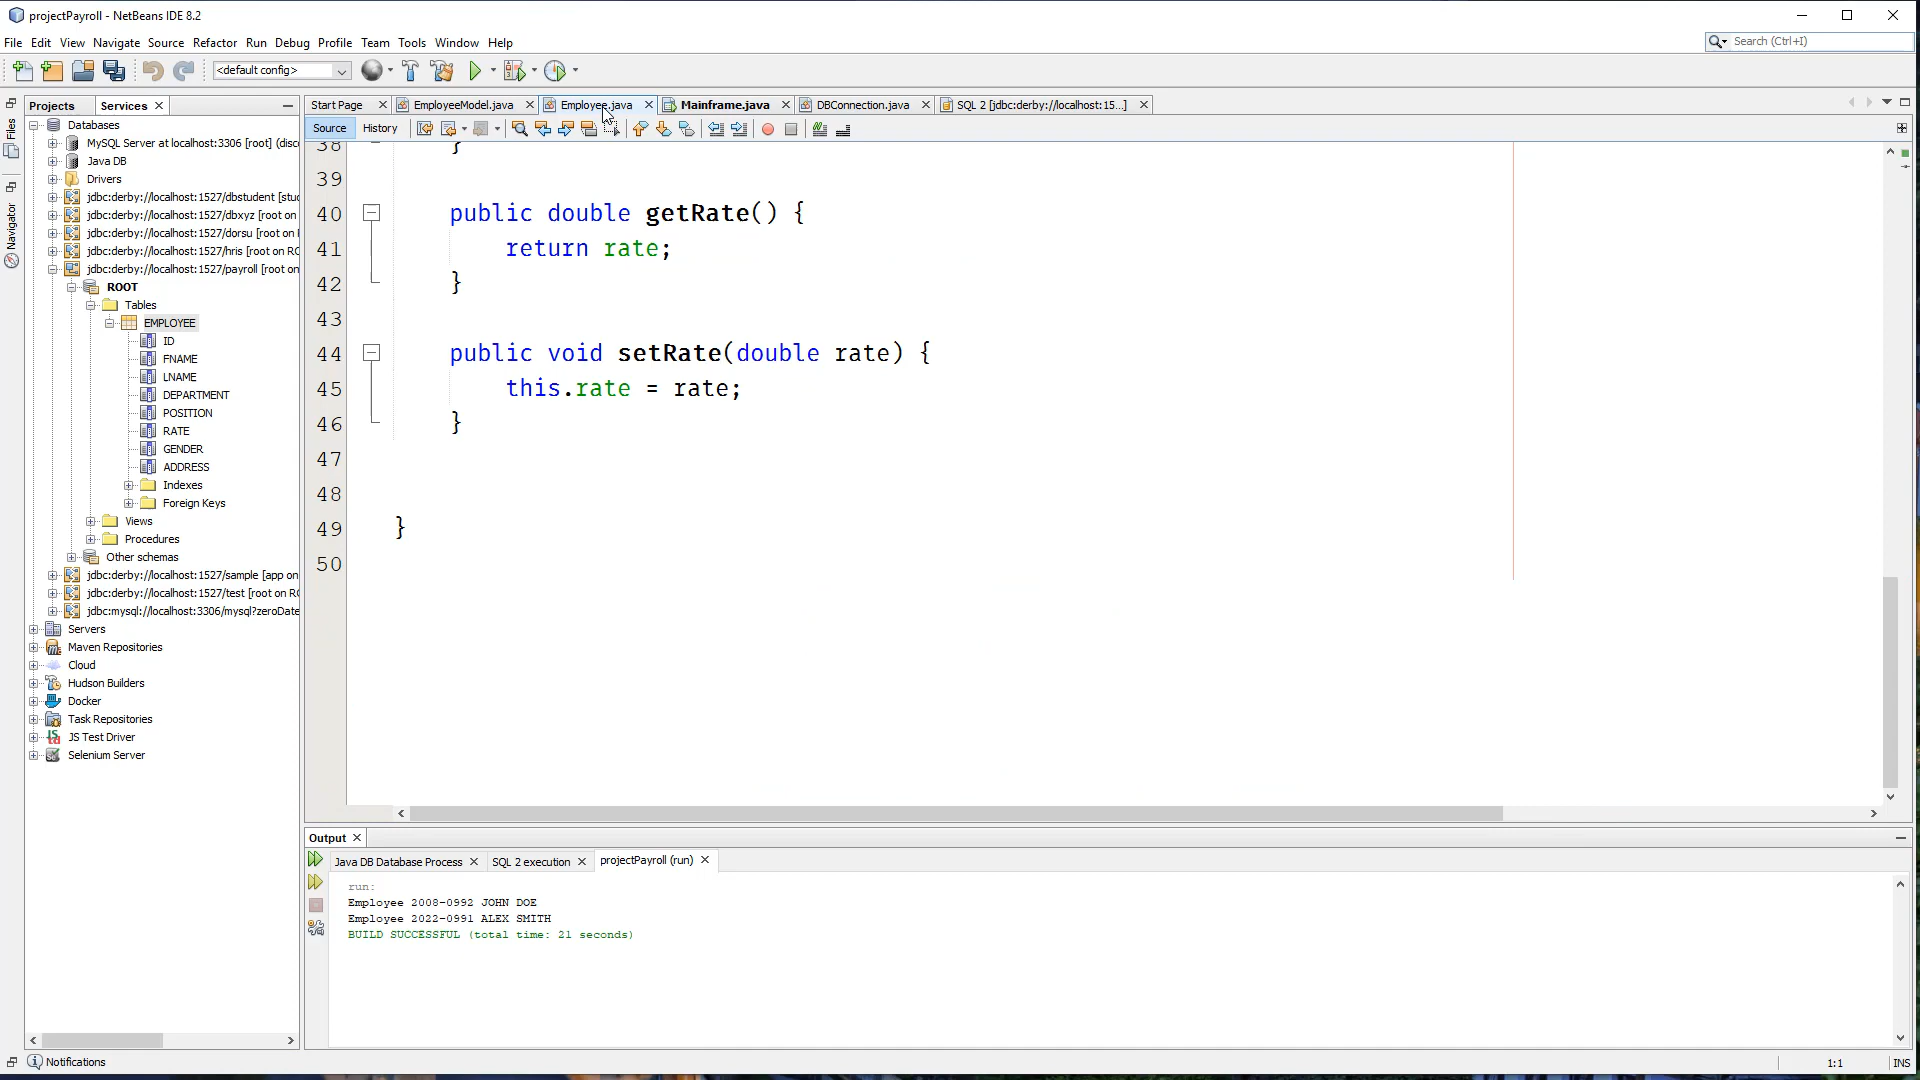 projectPayroll - NetBeans IDE 8.2
File Edit View Navigate Source Refactor Run Debug Profile Team Tools Window Help
Search (Ctrl+I)
<default config>
Projects Services
Start Page EmployeeModel.java Employee.java Mainframe.java DBConnection.java SQL 2 [jdbc:derby://localhost:15...]
Source History
Files
Navigator
Databases
MySQL Server at localhost:3306 [root] (disco
Java DB
Drivers
jdbc:derby://localhost:1527/dbstudent [stud
jdbc:derby://localhost:1527/dbxyz [root on
jdbc:derby://localhost:1527/dorsu [root on
jdbc:derby://localhost:1527/hris [root on RO
jdbc:derby://localhost:1527/payroll [root on
ROOT
Tables
EMPLOYEE
ID
FNAME
LNAME
DEPARTMENT
POSITION
RATE
GENDER
ADDRESS
Indexes
Foreign Keys
Views
Procedures
Other schemas
jdbc:derby://localhost:1527/sample [app on
jdbc:derby://localhost:1527/test [root on RO
jdbc:mysql://localhost:3306/mysql?zeroDate
Servers
Maven Repositories
Cloud
Hudson Builders
Docker
Task Repositories
JS Test Driver
Selenium Server
38 }
39
40 public double getRate() {
41 return rate;
42 }
43
44 public void setRate(double rate) {
45 this.rate = rate;
46 }
47
48
49 }
50
Output
Java DB Database Process SQL 2 execution projectPayroll (run)
run:
Employee 2008-0992 JOHN DOE
Employee 2022-0991 ALEX SMITH
BUILD SUCCESSFUL (total time: 21 seconds)
Notifications
1:1 INS